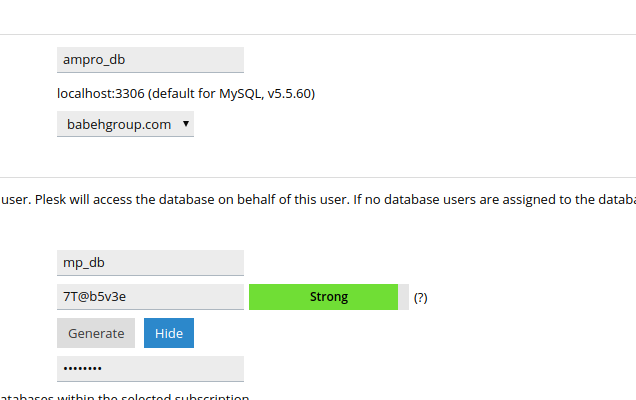 ampro_db
localhost:3306 (default for MySQL, v5.5.60)
babehgroup.com
user. Plesk will access the database on behalf of this user. If no database users are assigned to the databa
mp_db
7T@b5v3e
Strong (?)
Generate Hide
••••••••
atabases within the selected subscription